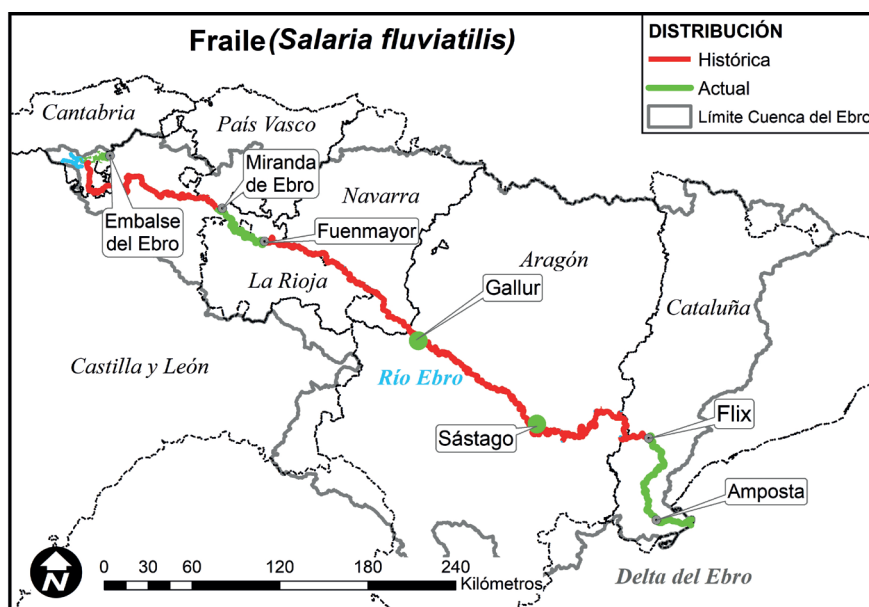 Fraile (Salaria fluviatilis)
DISTRIBUCIÓN
Histórica
Actual
Límite Cuenca del Ebro
Cantabria
País Vasco
Miranda
de Ebro
Navarra
Embalse
del Ebro
Fuenmayor
La Rioja
Aragón
Gallur
Cataluña
Castilla y León
Río Ebro
Sástago
Flix
Amposta
Delta del Ebro
N
0 15 30 60 120 180 240
Kilómetros